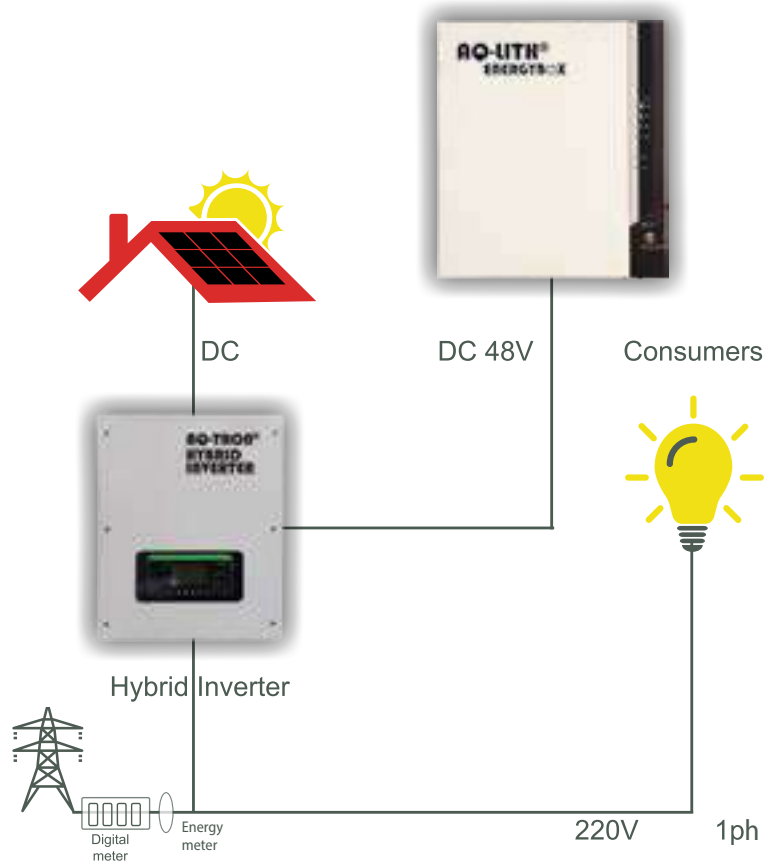 AQ-LITH®
ENERGYBOX
DC
DC 48V
Consumers
AQ-TRON®
HYBRID
INVERTER
Hybrid Inverter
Digital
meter
Energy
meter
220V
1ph